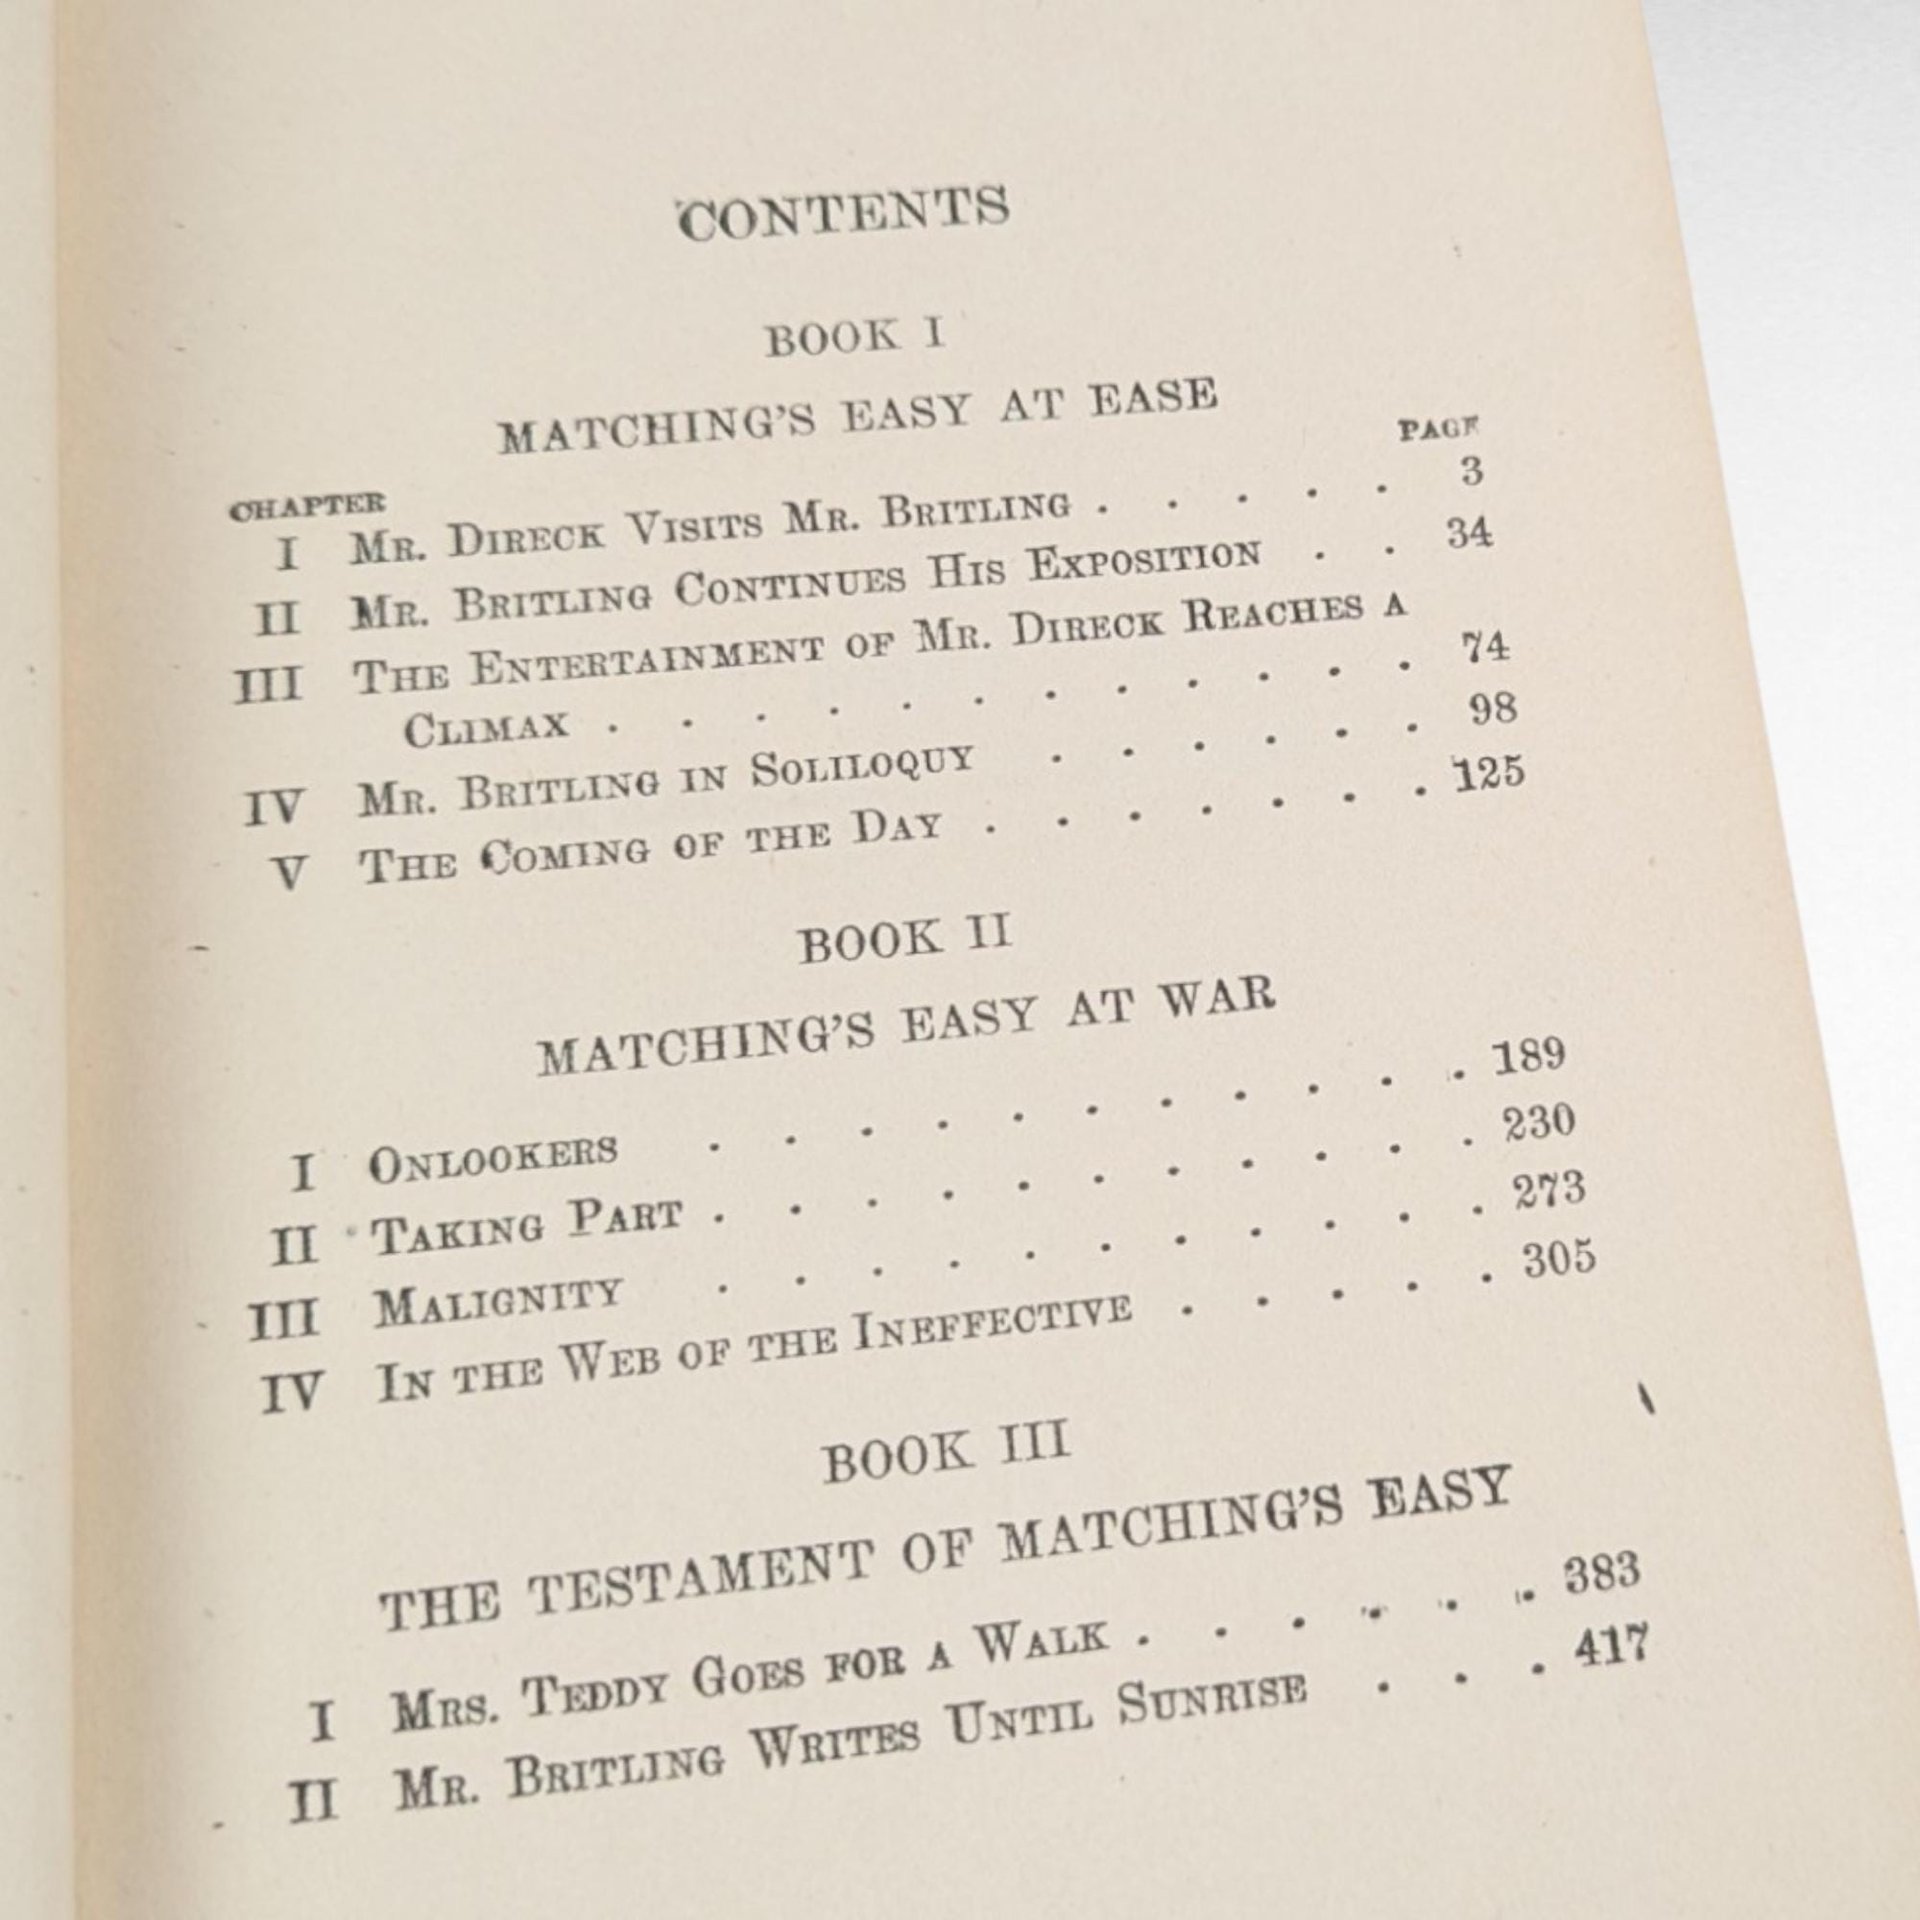 CONTENTS
BOOK I
MATCHING'S EASY AT EASE
CHAPTER PAGE
I MR. DIRECK VISITS MR. BRITLING . . . . . 3
II MR. BRITLING CONTINUES HIS EXPOSITION . . 34
III THE ENTERTAINMENT OF MR. DIRECK REACHES A
CLIMAX . . . . . . . . . . . . 74
IV MR. BRITLING IN SOLILOQUY . . . . . . 98
V THE COMING OF THE DAY . . . . . . . 125
BOOK II
MATCHING'S EASY AT WAR
I ONLOOKERS . . . . . . . . . . . 189
II TAKING PART . . . . . . . . . . . 230
III MALIGNITY . . . . . . . . . . . 273
IV IN THE WEB OF THE INEFFECTIVE . . . . . 305
BOOK III
THE TESTAMENT OF MATCHING'S EASY
I MRS. TEDDY GOES FOR A WALK . . . . . . 383
II MR. BRITLING WRITES UNTIL SUNRISE . . . 417